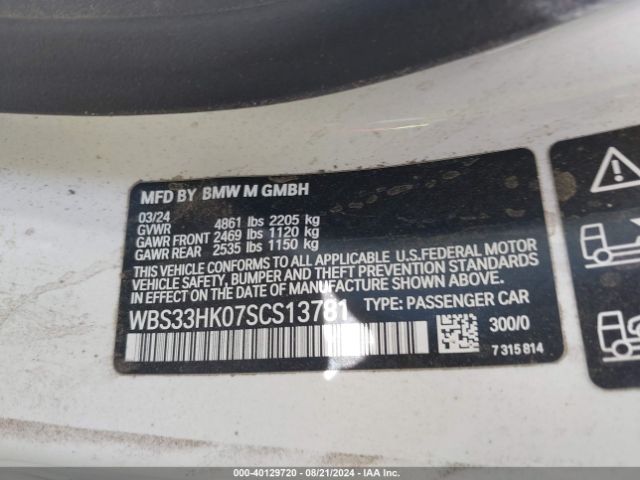 MFD BY BMW M GMBH
03/24
GVWR 4861 lbs 2205 kg
GAWR FRONT 2469 lbs 1120 kg
GAWR REAR 2535 lbs 1150 kg
THIS VEHICLE CONFORMS TO ALL APPLICABLE U.S.FEDERAL MOTOR
VEHICLE SAFETY, BUMPER AND THEFT PREVENTION STANDARDS
IN EFFECT ON THE DATE OF MANUFACTURE SHOWN ABOVE.
WBS33HK07SCS13781 TYPE: PASSENGER CAR
300/0
7 315 814
000-40129720 - 08/21/2024 - IAA Inc.